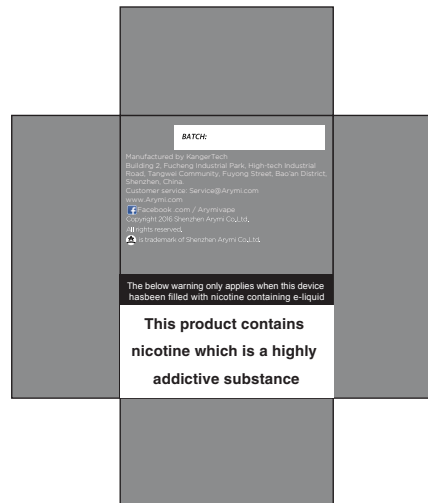 BATCH:
Manufactured by KangerTech
Building 2, Fucheng Industrial Park, High-tech Industrial
Road, Tangwei Community, Fuyong Street, Bao'an District,
Shenzhen, China.
Customer service: Service@Arymi.com
www.Arymi.com
Facebook .com / Arymivape
Copyright 2016 Shenzhen Arymi Co.,Ltd.
All rights reserved.
is trademark of Shenzhen Arymi Co.,Ltd.
The below warning only applies when this device
hasbeen filled with nicotine containing e-liquid
This product contains
nicotine which is a highly
addictive substance